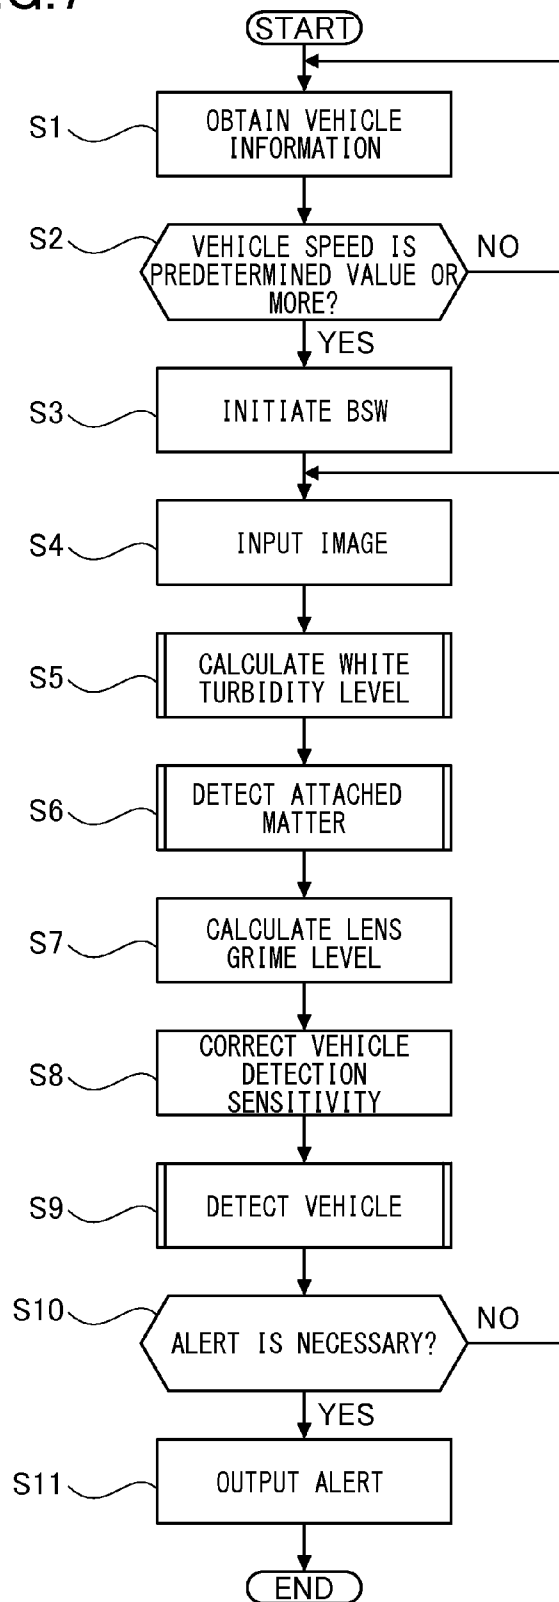 START
S1
OBTAIN VEHICLE
INFORMATION
S2
VEHICLE SPEED IS
PREDETERMINED VALUE OR
MORE?
NO
YES
S3
INITIATE BSW
S4
INPUT IMAGE
S5
CALCULATE WHITE
TURBIDITY LEVEL
S6
DETECT ATTACHED
MATTER
S7
CALCULATE LENS
GRIME LEVEL
S8
CORRECT VEHICLE
DETECTION
SENSITIVITY
S9
DETECT VEHICLE
S10
ALERT IS NECESSARY?
NO
YES
S11
OUTPUT ALERT
END